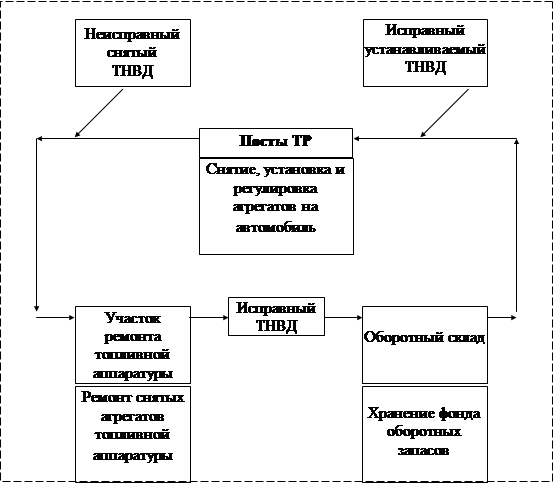 Неисправный
снятый
ТНВД
Исправный
устанавливаемый
ТНВД
Посты ТР
Снятие, установка и
регулировка
агрегатов на
автомобиль
Участок
ремонта
топливной
аппаратуры
Исправный
ТНВД
Оборотный склад
Ремонт снятых
агрегатов
топливной
аппаратуры
Хранение фонда
оборотных
запасов